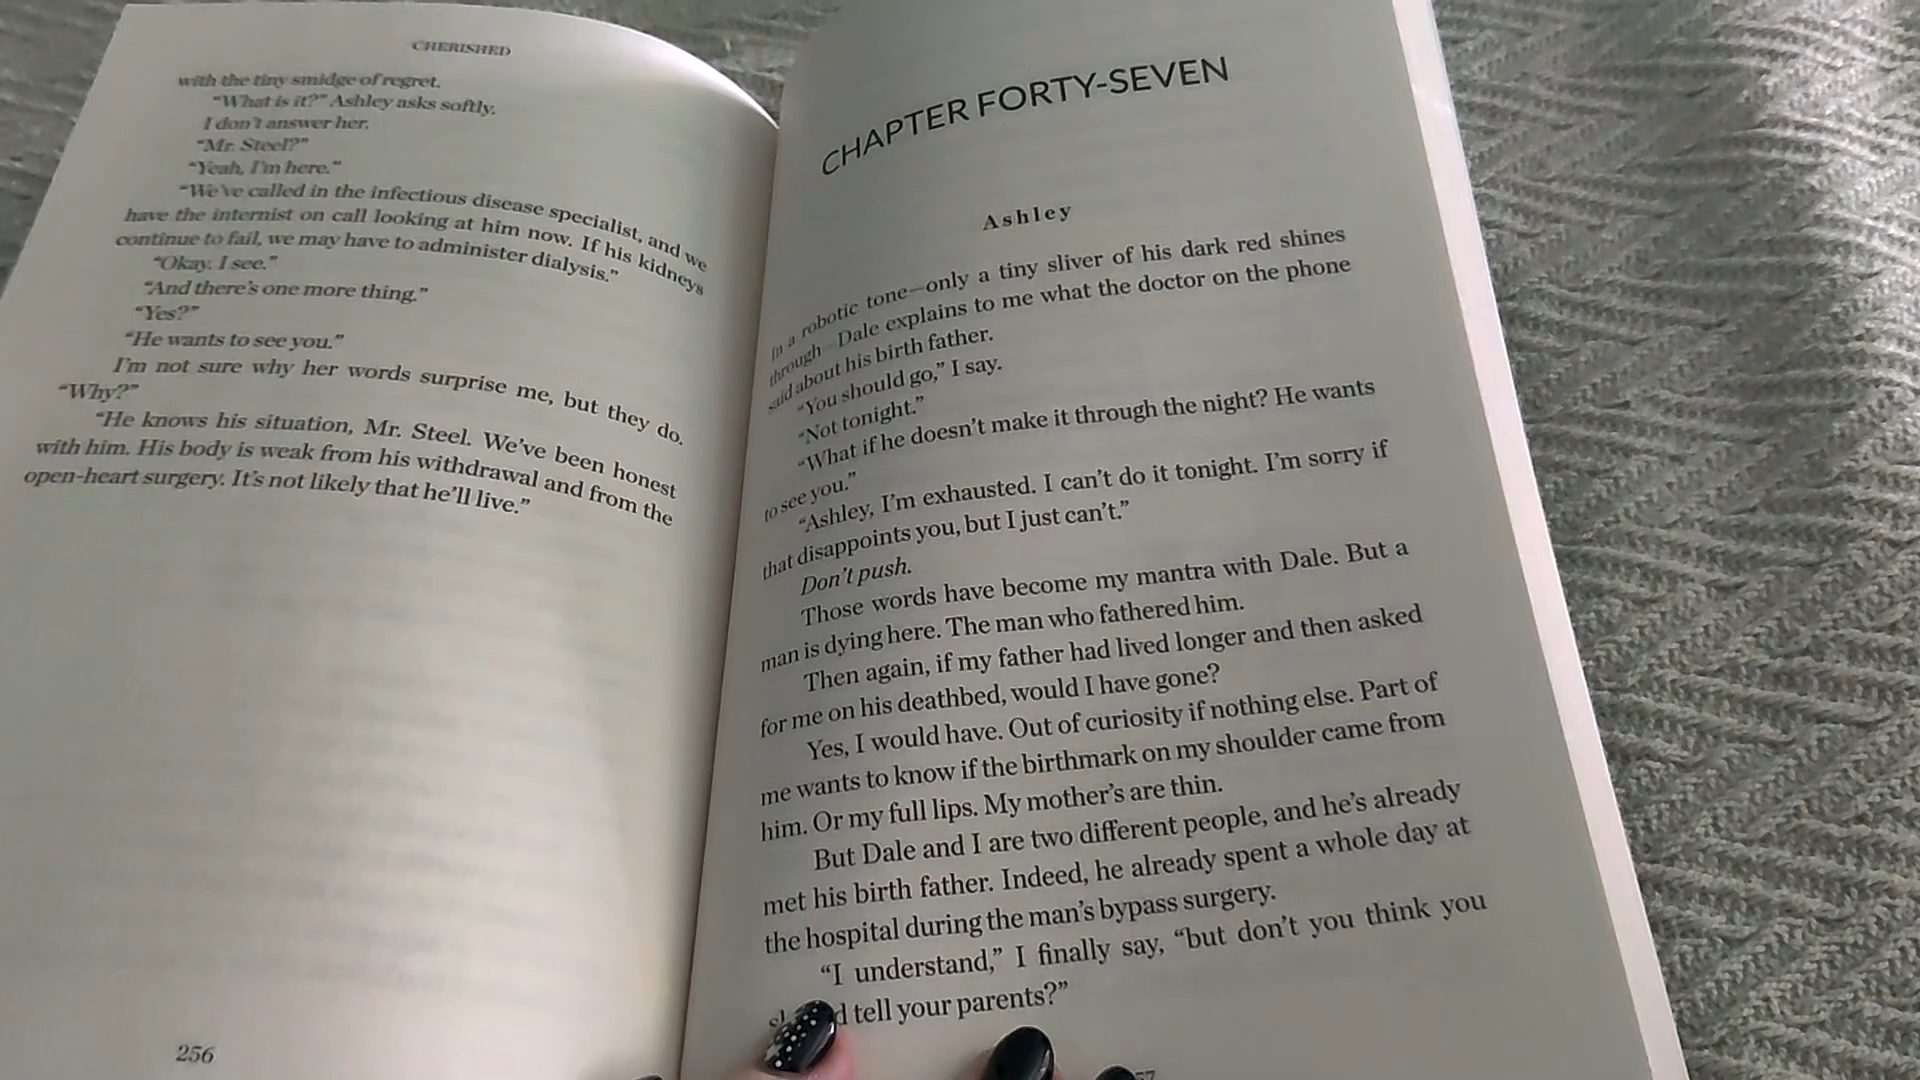 CHERISHED
with the tiny smidge of regret.
“What is it?” Ashley asks softly.
I don’t answer her.
“Mr. Steel?”
“Yeah, I’m here.”
“We’ve called in the infectious disease specialist, and we
have the internist on call looking at him now. If his kidneys
continue to fail, we may have to administer dialysis.”
“Okay. I see.”
“And there’s one more thing.”
“Yes?”
“He wants to see you.”
I’m not sure why her words surprise me, but they do.
“Why?”
“He knows his situation, Mr. Steel. We’ve been honest
with him. His body is weak from his withdrawal and from the
open-heart surgery. It’s not likely that he’ll live.”
256
CHAPTER FORTY-SEVEN
Ashley
In a robotic tone—only a tiny sliver of his dark red shines
through—Dale explains to me what the doctor on the phone
said about his birth father.
“You should go,” I say.
“Not tonight.”
“What if he doesn’t make it through the night? He wants
to see you.”
“Ashley, I’m exhausted. I can’t do it tonight. I’m sorry if
that disappoints you, but I just can’t.”
Don’t push.
Those words have become my mantra with Dale. But a
man is dying here. The man who fathered him.
Then again, if my father had lived longer and then asked
for me on his deathbed, would I have gone?
Yes, I would have. Out of curiosity if nothing else. Part of
me wants to know if the birthmark on my shoulder came from
him. Or my full lips. My mother’s are thin.
But Dale and I are two different people, and he’s already
met his birth father. Indeed, he already spent a whole day at
the hospital during the man’s bypass surgery.
“I understand,” I finally say, “but don’t you think you
tell your parents?”